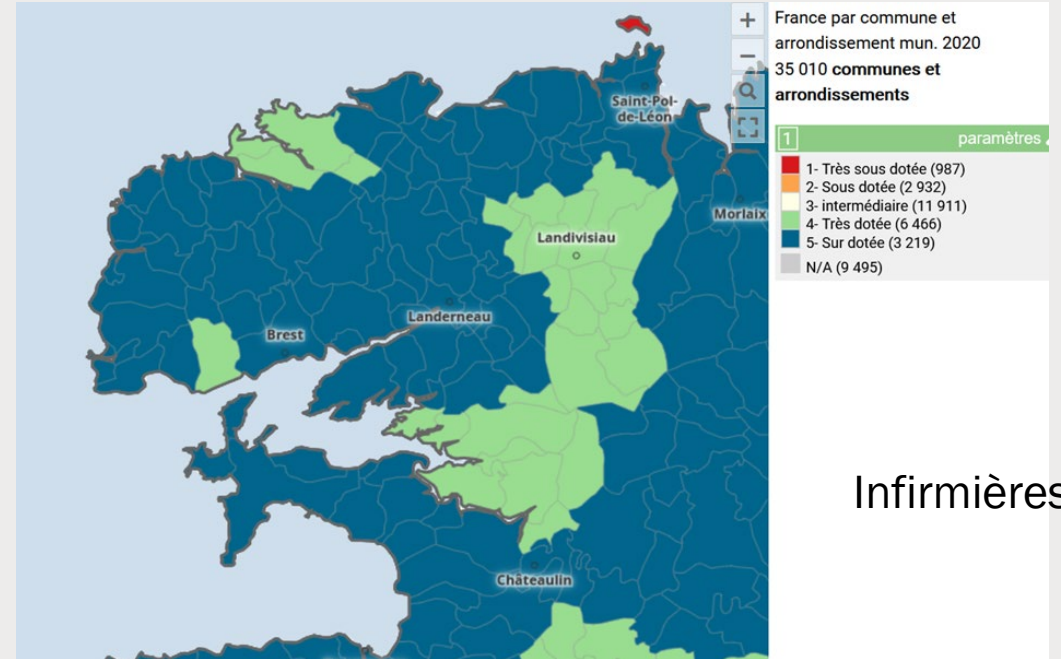 France par commune et
arrondissement mun. 2020
35 010 communes et
arrondissements
1 paramètres
1- Très sous dotée (987)
2- Sous dotée (2 932)
3- intermédiaire (11 911)
4- Très dotée (6 466)
5- Sur dotée (3 219)
N/A (9 495)
Saint-Pol-
de-Léon
Morlaix
Landivisiau
Landerneau
Brest
Châteaulin
Infirmières